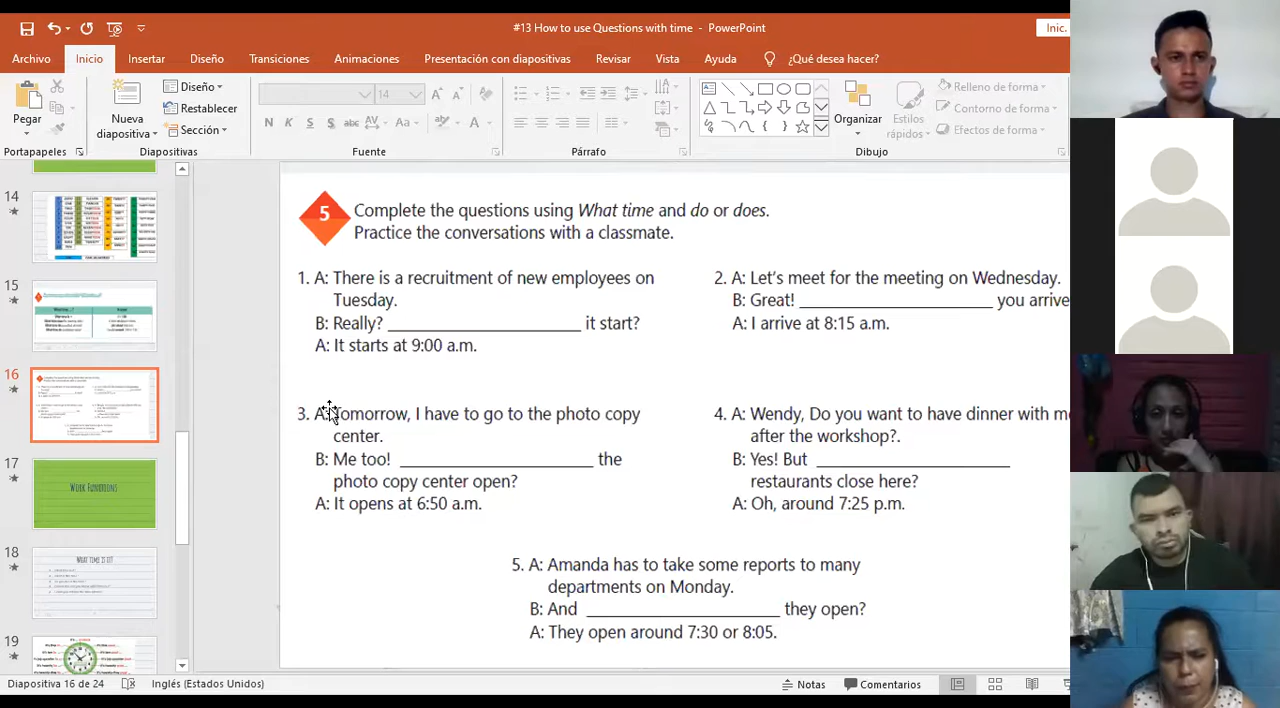 #13 How to use Questions with time - PowerPoint
Inic.
Archivo Inicio Insertar Diseño Transiciones Animaciones Presentación con diapositivas Revisar Vista Ayuda ¿Qué desea hacer?
Pegar
Nueva diapositiva
Diseño
Restablecer
Sección
14
N K S S abc AV Aa A
Organizar
Estilos rápidos
Relleno de forma
Contorno de forma
Efectos de forma
Portapapeles Diapositivas Fuente Párrafo Dibujo
14
15
16
17
WORK FUNCTIONS
18
WHAT TIME IS IT?
19
5
Complete the questions using What time and do or does.
Practice the conversations with a classmate.
1. A: There is a recruitment of new employees on
Tuesday.
B: Really? ____________________ it start?
A: It starts at 9:00 a.m.
2. A: Let's meet for the meeting on Wednesday.
B: Great! ____________________ you arrive
A: I arrive at 8:15 a.m.
3. A: Tomorrow, I have to go to the photo copy
center.
B: Me too! ____________________ the
photo copy center open?
A: It opens at 6:50 a.m.
4. A: Wendy, Do you want to have dinner with me
after the workshop?.
B: Yes! But ____________________
restaurants close here?
A: Oh, around 7:25 p.m.
5. A: Amanda has to take some reports to many
departments on Monday.
B: And ____________________ they open?
A: They open around 7:30 or 8:05.
Diapositiva 16 de 24 Inglés (Estados Unidos) Notas Comentarios